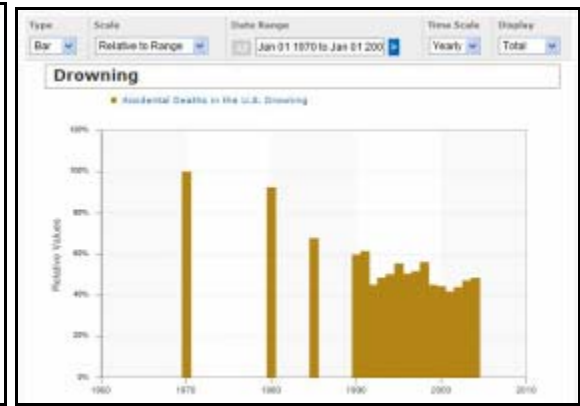 Type Scale Date Range Time Scale Display
Bar Relative to Range Jan 01 1970 to Jan 01 200 Yearly Total
Drowning
Accidental Deaths in the U.S. Drowning
120%
100%
80%
60%
40%
20%
0%
Relative Values
1960 1970 1980 1990 2000 2010